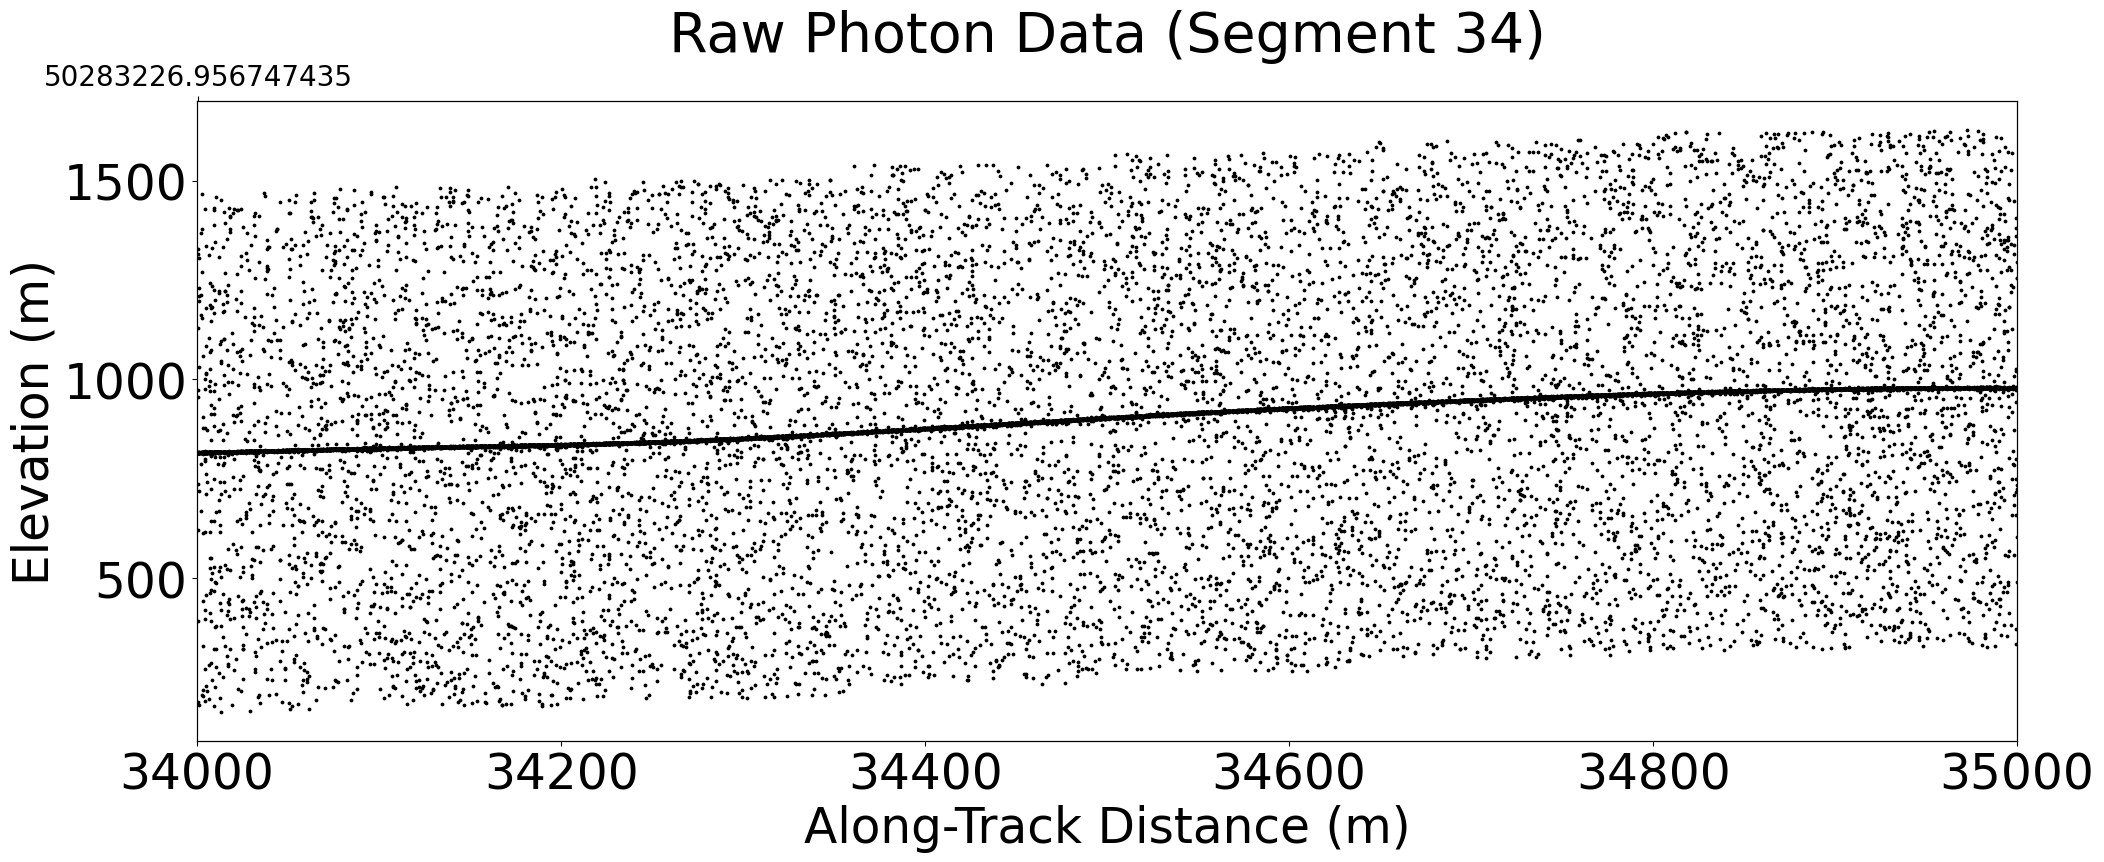 Raw Photon Data (Segment 34)
50283226.956747435
1500
1000
500
Elevation (m)
34000 34200 34400 34600 34800 35000
Along-Track Distance (m)